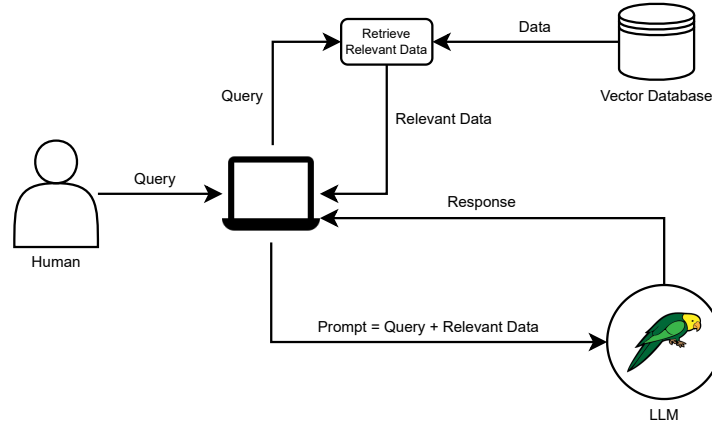 Retrieve
Relevant Data
Data
Query
Vector Database
Relevant Data
Query
Response
Human
Prompt = Query + Relevant Data
LLM